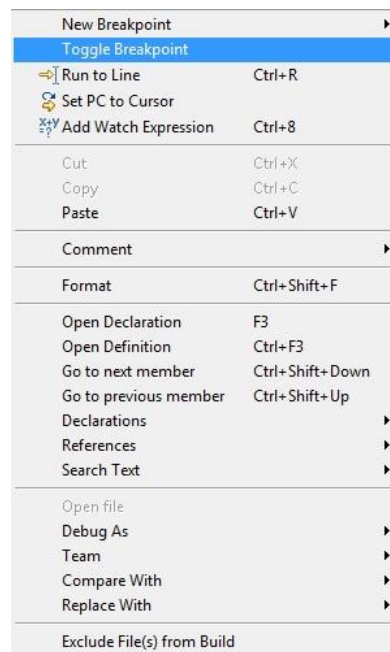 New Breakpoint
Toggle Breakpoint
Run to Line Ctrl+R
Set PC to Cursor
Add Watch Expression Ctrl+8
Cut Ctrl+X
Copy Ctrl+C
Paste Ctrl+V
Comment
Format Ctrl+Shift+F
Open Declaration F3
Open Definition Ctrl+F3
Go to next member Ctrl+Shift+Down
Go to previous member Ctrl+Shift+Up
Declarations
References
Search Text
Open file
Debug As
Team
Compare With
Replace With
Exclude File(s) from Build